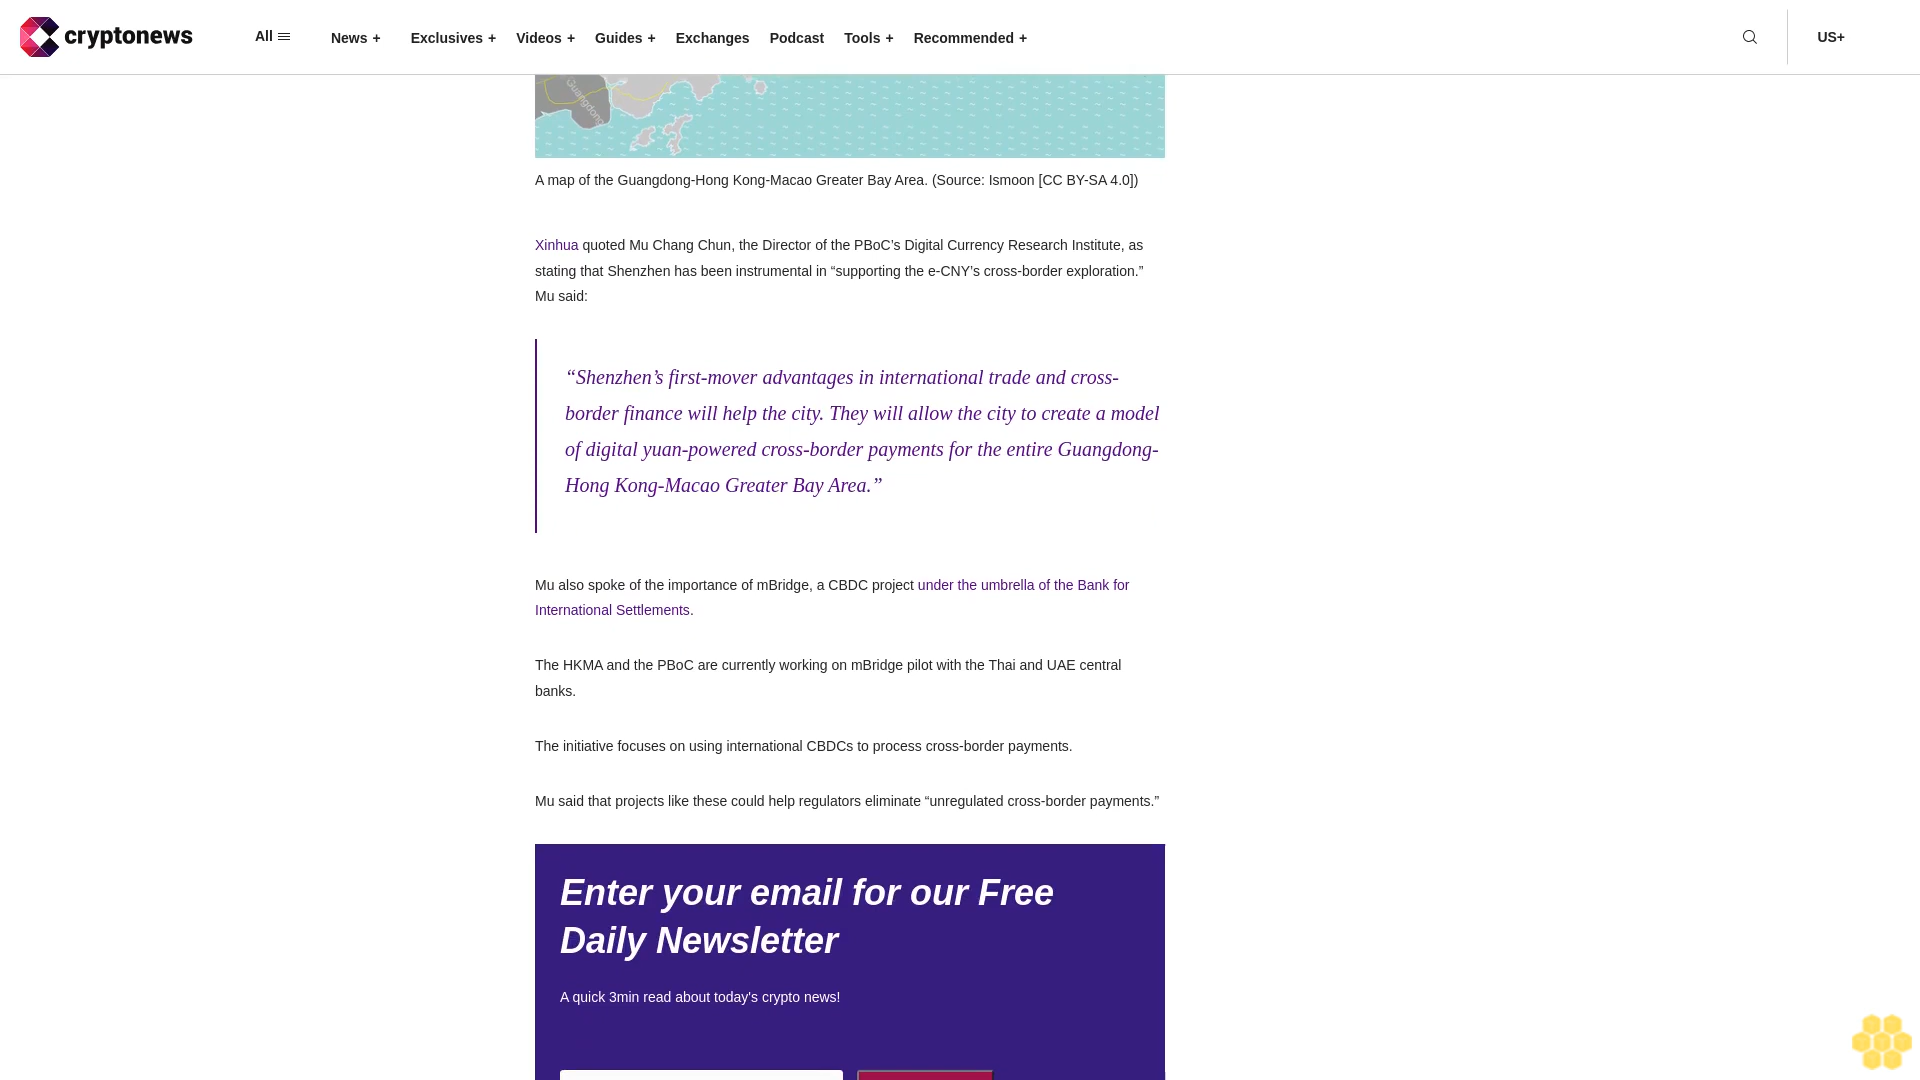 cryptonews
All
News +
Exclusives +
Videos +
Guides +
Exchanges
Podcast
Tools +
Recommended +
US+
Guangdong
A map of the Guangdong-Hong Kong-Macao Greater Bay Area. (Source: Ismoon [CC BY-SA 4.0])
Xinhua quoted Mu Chang Chun, the Director of the PBoC’s Digital Currency Research Institute, as
stating that Shenzhen has been instrumental in “supporting the e-CNY’s cross-border exploration.”
Mu said:
“Shenzhen’s first-mover advantages in international trade and cross-
border finance will help the city. They will allow the city to create a model
of digital yuan-powered cross-border payments for the entire Guangdong-
Hong Kong-Macao Greater Bay Area.”
Mu also spoke of the importance of mBridge, a CBDC project under the umbrella of the Bank for
International Settlements.
The HKMA and the PBoC are currently working on mBridge pilot with the Thai and UAE central
banks.
The initiative focuses on using international CBDCs to process cross-border payments.
Mu said that projects like these could help regulators eliminate “unregulated cross-border payments.”
Enter your email for our Free
Daily Newsletter
A quick 3min read about today's crypto news!